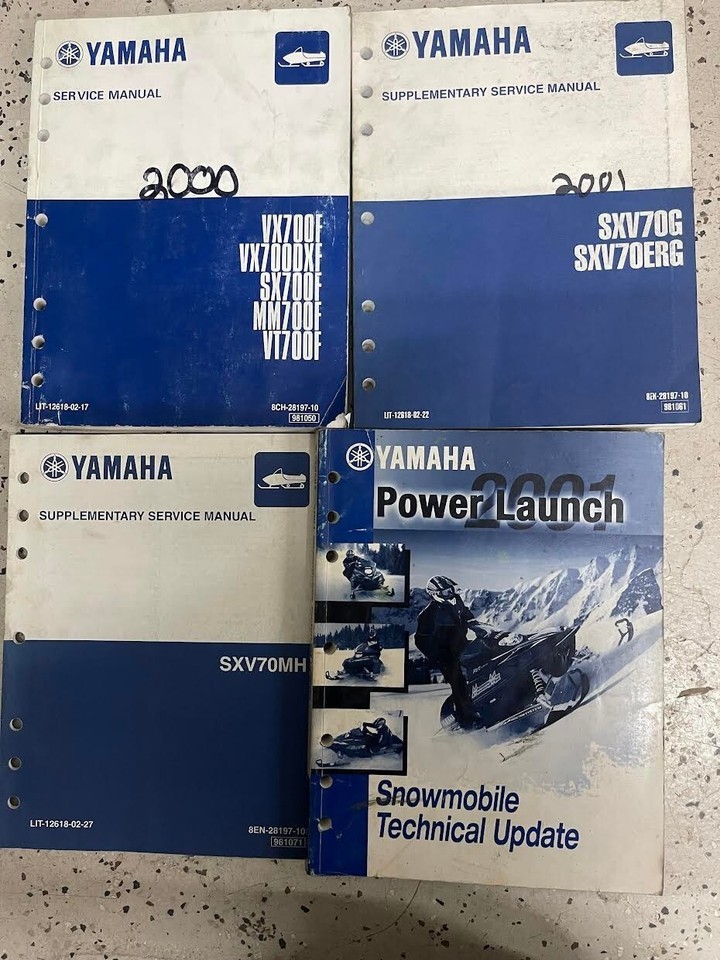 YAMAHA
SERVICE MANUAL
2000
VX700F
VX700DXF
SX700F
MM700F
VT700F
LIT-12618-02-17
8CH-28197-10
981050
YAMAHA
SUPPLEMENTARY SERVICE MANUAL
2001
SXV70G
SXV70ERG
LIT-12618-02-22
8EK-28197-10
981061
YAMAHA
SUPPLEMENTARY SERVICE MANUAL
SXV70MH
LIT-12618-02-27
8EN-28197-10
981071
YAMAHA
2001
Power Launch
Snowmobile
Technical Update